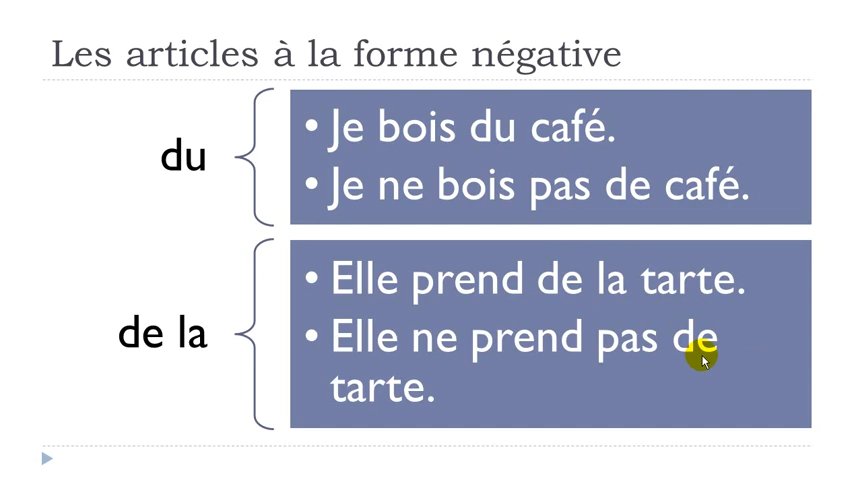 Les articles à la forme négative
du
• Je bois du café.
• Je ne bois pas de café.
de la
• Elle prend de la tarte.
• Elle ne prend pas de
tarte.